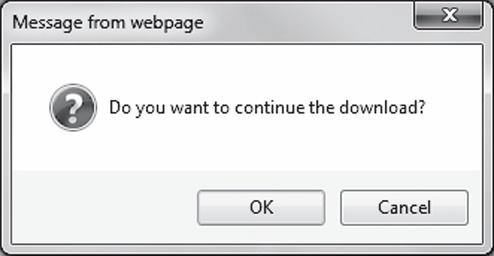 Message from webpage
Do you want to continue the download?
OK
Cancel